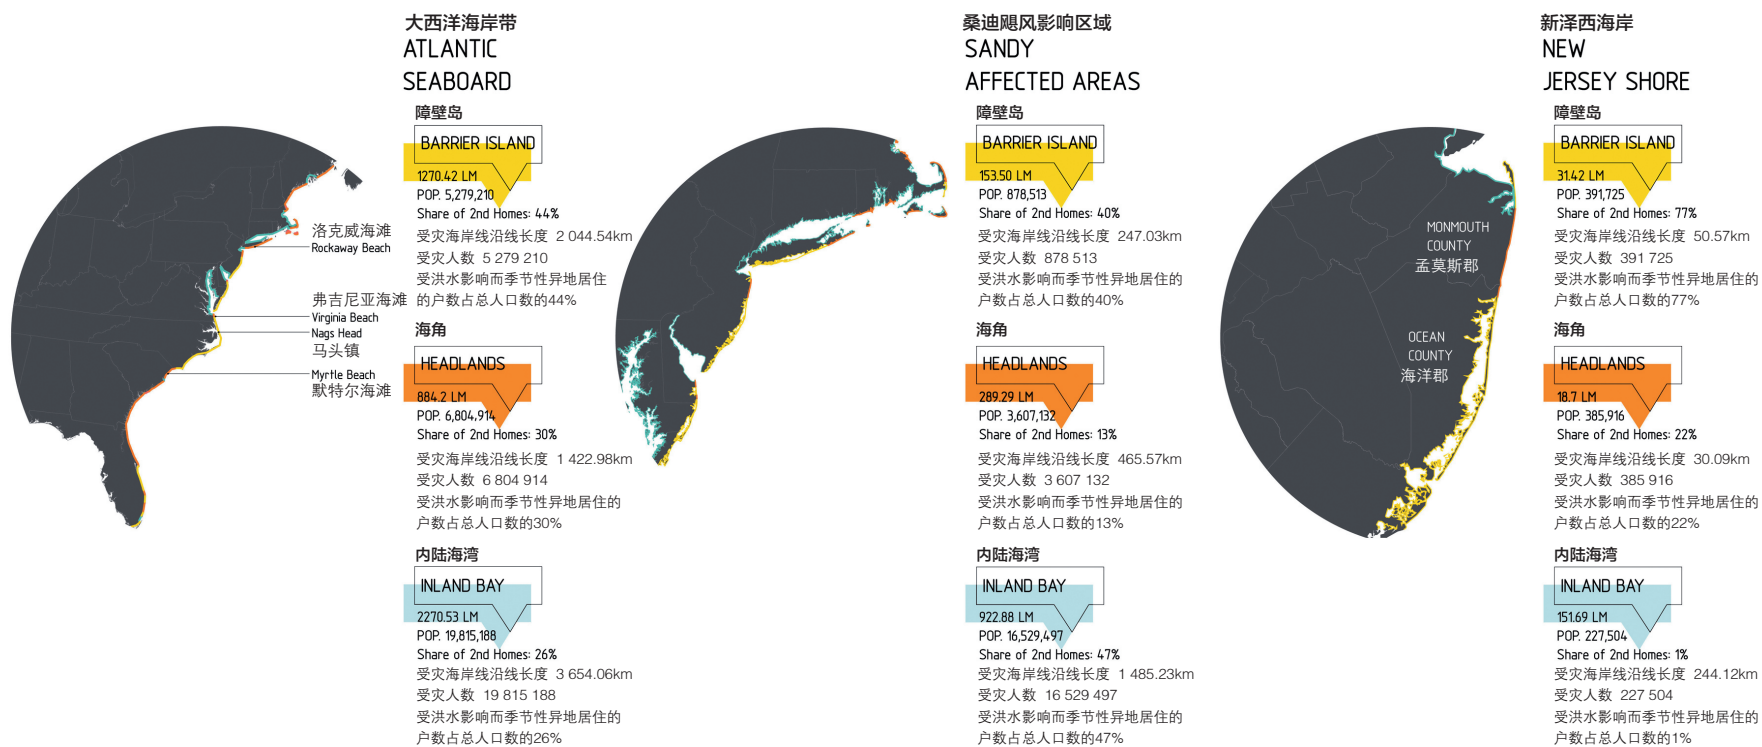 大西洋海岸带
ATLANTIC
SEABOARD
障壁岛
BARRIER ISLAND
1270.42 LM
POP. 5,279,210
Share of 2nd Homes: 44%
受灾海岸线沿线长度 2 044.54km
受灾人数 5 279 210
受洪水影响而季节性异地居住
的户数占总人口数的44%
海角
HEADLANDS
884.2 LM
POP. 6,804,914
Share of 2nd Homes: 30%
受灾海岸线沿线长度 1 422.98km
受灾人数 6 804 914
受洪水影响而季节性异地居住的
户数占总人口数的30%
内陆海湾
INLAND BAY
2270.53 LM
POP. 19,815,188
Share of 2nd Homes: 26%
受灾海岸线沿线长度 3 654.06km
受灾人数 19 815 188
受洪水影响而季节性异地居住的
户数占总人口数的26%
洛克威海滩
Rockaway Beach
弗吉尼亚海滩
Virginia Beach
Nags Head
马头镇
Myrtle Beach
默特尔海滩
桑迪飓风影响区域
SANDY
AFFECTED AREAS
障壁岛
BARRIER ISLAND
153.50 LM
POP. 878,513
Share of 2nd Homes: 40%
受灾海岸线沿线长度 247.03km
受灾人数 878 513
受洪水影响而季节性异地居住的
户数占总人口数的40%
海角
HEADLANDS
289.29 LM
POP. 3,607,132
Share of 2nd Homes: 13%
受灾海岸线沿线长度 465.57km
受灾人数 3 607 132
受洪水影响而季节性异地居住的
户数占总人口数的13%
内陆海湾
INLAND BAY
922.88 LM
POP. 16,529,497
Share of 2nd Homes: 47%
受灾海岸线沿线长度 1 485.23km
受灾人数 16 529 497
受洪水影响而季节性异地居住的
户数占总人口数的47%
新泽西海岸
NEW
JERSEY SHORE
障壁岛
BARRIER ISLAND
31.42 LM
POP. 391,725
Share of 2nd Homes: 77%
受灾海岸线沿线长度 50.57km
受灾人数 391 725
受洪水影响而季节性异地居住的
户数占总人口数的77%
海角
HEADLANDS
18.7 LM
POP. 385,916
Share of 2nd Homes: 22%
受灾海岸线沿线长度 30.09km
受灾人数 385 916
受洪水影响而季节性异地居住的
户数占总人口数的22%
内陆海湾
INLAND BAY
151.69 LM
POP. 227,504
Share of 2nd Homes: 1%
受灾海岸线沿线长度 244.12km
受灾人数 227 504
受洪水影响而季节性异地居住的
户数占总人口数的1%
MONMOUTH
COUNTY
孟莫斯郡
OCEAN
COUNTY
海洋郡